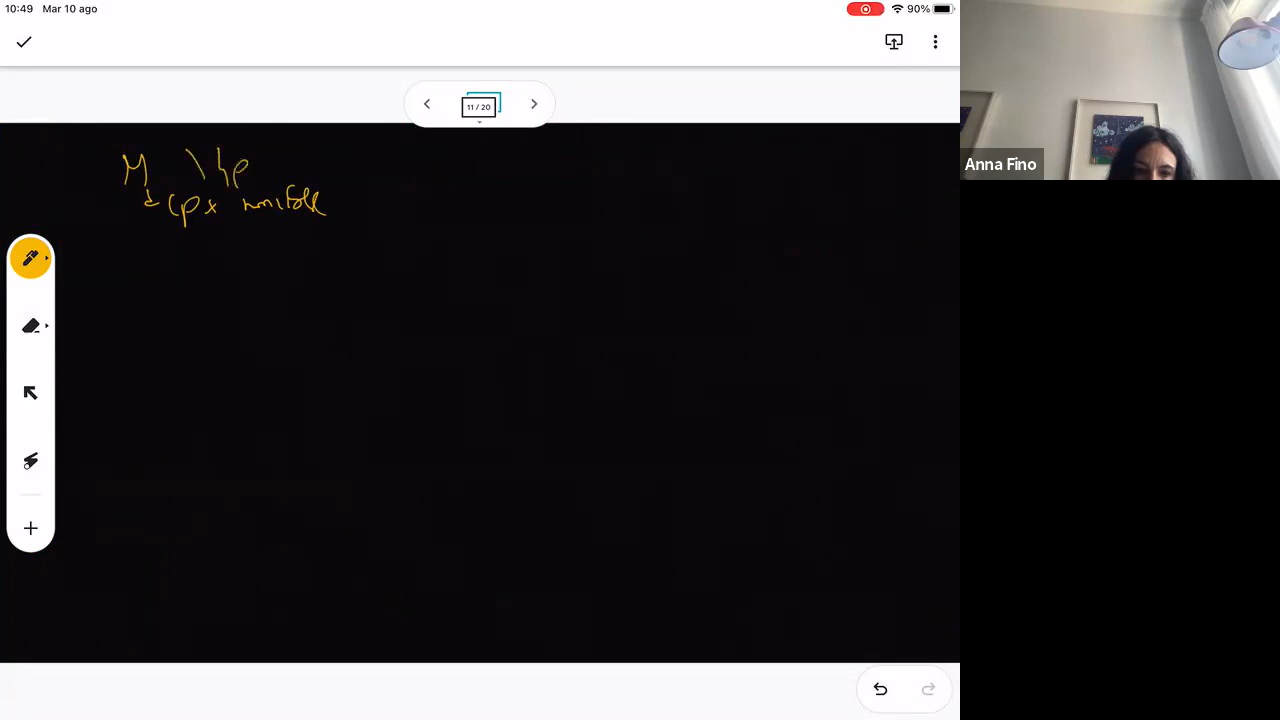 10:49 Mar 10 ago 90%
11 / 20
Anna Fino
M \ {p
cpx manifold